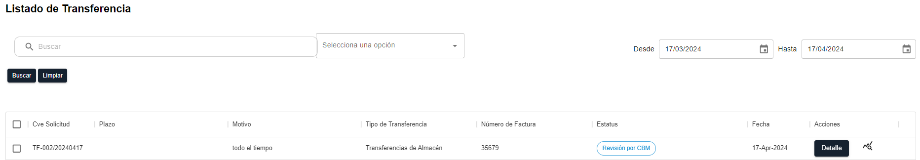 Listado de Transferencia
Buscar Selecciona una opción Desde 17/03/2024 Hasta 17/04/2024
Buscar Limpiar
Cve Solicitud Plazo Motivo Tipo de Transferencia Número de Factura Estatus Fecha Acciones
TF-002/20240417 todo el tiempo Transferencias de Almacén 35679 Revisión por CBM 17-Apr-2024 Detalle